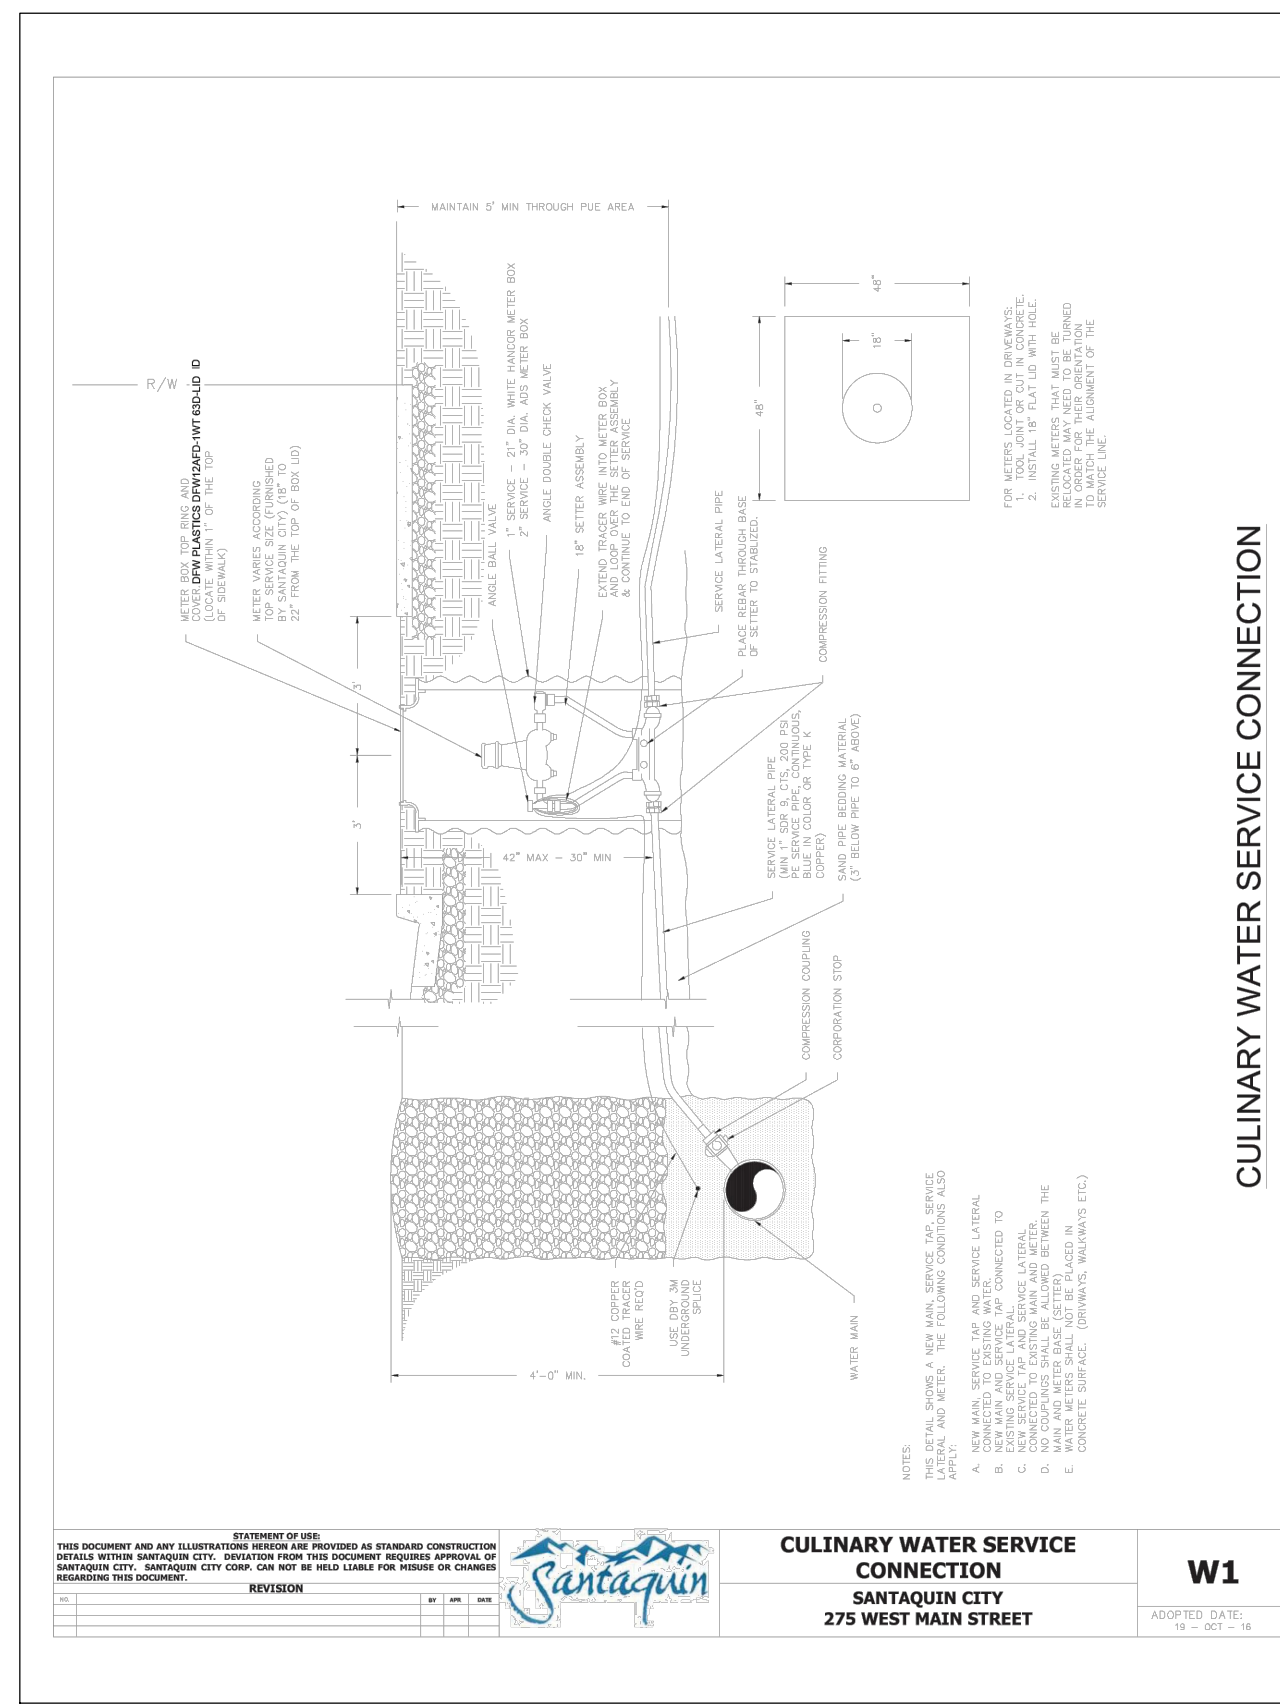 MAINTAIN 5' MIN THROUGH PUE AREA
R/W
METER BOX TOP RING AND
COVER DFW PLASTICS DFW12AFD-1WT 63D-LID ID
(LOCATE WITHIN 1" OF THE TOP
OF SIDEWALK)
METER VARIES ACCORDING
TOP SERVICE SIZE (FURNISHED
BY SANTAQUIN CITY) (18" TO
22" FROM THE TOP OF BOX LID)
3'
3'
ANGLE BALL VALVE
1" SERVICE - 21" DIA. WHITE HANCOR METER BOX
2" SERVICE - 30" DIA. ADS METER BOX
ANGLE DOUBLE CHECK VALVE
18" SETTER ASSEMBLY
EXTEND TRACER WIRE INTO METER BOX
AND LOOP OVER THE SETTER ASSEMBLY
& CONTINUE TO END OF SERVICE
SERVICE LATERAL PIPE
PLACE REBAR THROUGH BASE
OF SETTER TO STABLIZED.
COMPRESSION FITTING
48"
48"
18"
FOR METERS LOCATED IN DRIVEWAYS:
1. TOOL JOINT OR CUT IN CONCRETE.
2. INSTALL 18" FLAT LID WITH HOLE.
EXISTING METERS THAT MUST BE
RELOCATED MAY NEED TO BE TURNED
IN ORDER FOR THEIR ORIENTATION
TO MATCH THE ALIGNMENT OF THE
SERVICE LINE.
42" MAX - 30" MIN
SERVICE LATERAL PIPE
(MIN 1" SDR 9, CTS, 200 PSI
PE SERVICE PIPE, CONTINUOUS,
BLUE IN COLOR OR TYPE K
COPPER)
SAND PIPE BEDDING MATERIAL
(3" BELOW PIPE TO 6" ABOVE)
COMPRESSION COUPLING
CORPORATION STOP
#12 COPPER
COATED TRACER
WIRE REQ'D
USE DBY 3M
UNDERGROUND
SPLICE
4'-0" MIN.
WATER MAIN
NOTES:
THIS DETAIL SHOWS A NEW MAIN, SERVICE TAP, SERVICE
LATERAL AND METER. THE FOLLOWING CONDITIONS ALSO
APPLY:
A. NEW MAIN, SERVICE TAP AND SERVICE LATERAL
CONNECTED TO EXISTING WATER.
B. NEW MAIN AND SERVICE TAP CONNECTED TO
EXISTING SERVICE LATERAL.
C. NEW SERVICE TAP AND SERVICE LATERAL
CONNECTED TO EXISTING MAIN AND METER.
D. NO COUPLINGS SHALL BE ALLOWED BETWEEN THE
MAIN AND METER BASE (SETTER)
E. WATER METERS SHALL NOT BE PLACED IN
CONCRETE SURFACE. (DRIVWAYS, WALKWAYS ETC.)
CULINARY WATER SERVICE CONNECTION
STATEMENT OF USE:
THIS DOCUMENT AND ANY ILLUSTRATIONS HEREON ARE PROVIDED AS STANDARD CONSTRUCTION
DETAILS WITHIN SANTAQUIN CITY. DEVIATION FROM THIS DOCUMENT REQUIRES APPROVAL OF
SANTAQUIN CITY. SANTAQUIN CITY CORP. CAN NOT BE HELD LIABLE FOR MISUSE OR CHANGES
REGARDING THIS DOCUMENT.
REVISION
NO. BY APR DATE
Santaquin
CULINARY WATER SERVICE
CONNECTION
SANTAQUIN CITY
275 WEST MAIN STREET
W1
ADOPTED DATE:
19 - OCT - 16